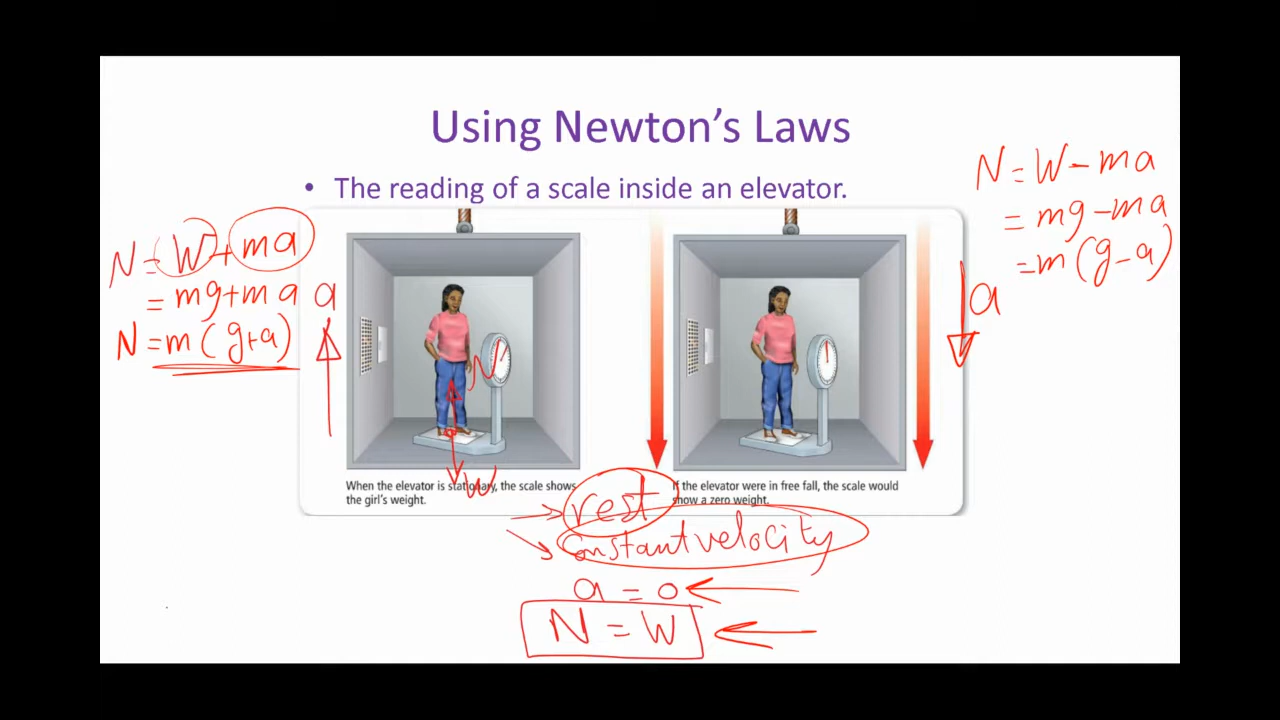 Using Newton's Laws
• The reading of a scale inside an elevator.
N = W + ma
= mg + ma
N = m(g+a)
a
N
W
When the elevator is stationary, the scale shows
the girl's weight.
N = W - ma
= mg - ma
= m(g-a)
a
If the elevator were in free fall, the scale would
show a zero weight.
rest
constant velocity
a = 0
N = W